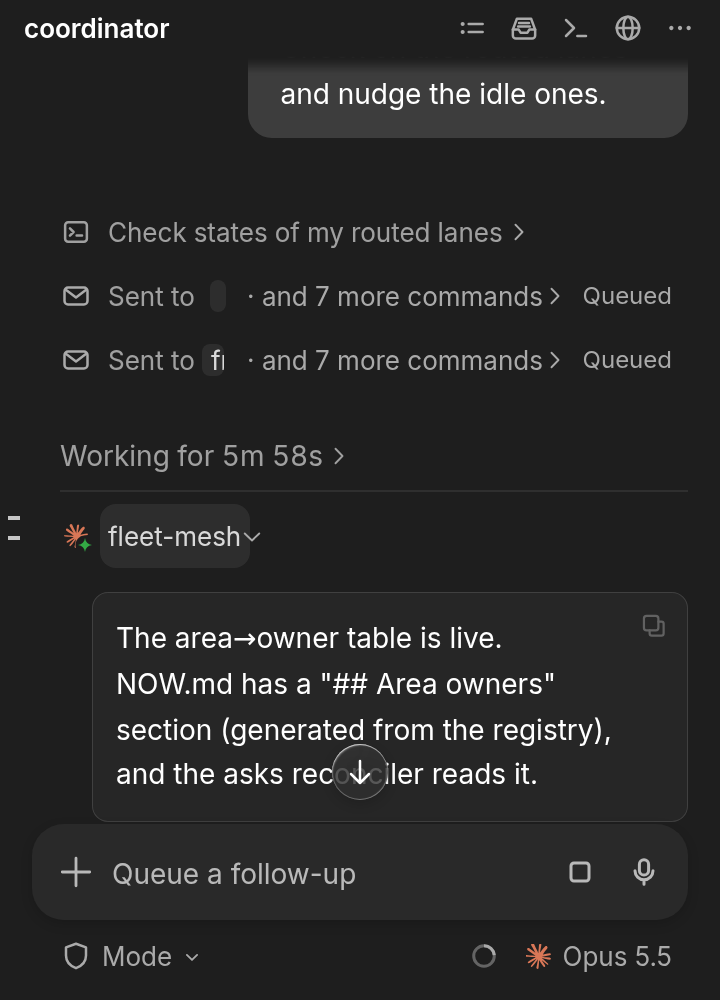 coordinator
and nudge the idle ones.
Check states of my routed lanes
Sent to · and 7 more commands Queued
Sent to · and 7 more commands Queued
Working for 5m 58s
fleet-mesh
The area→owner table is live.
NOW.md has a "## Area owners"
section (generated from the registry),
and the asks reconciler reads it.
Queue a follow-up
Mode
Opus 5.5